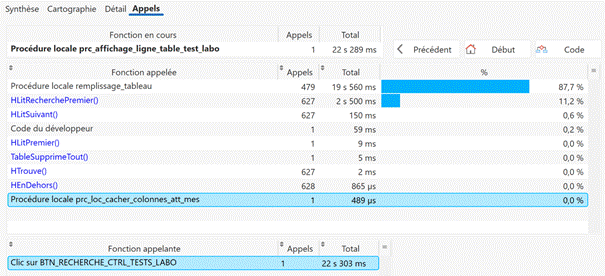 Synthèse Cartographie Détail Appels
Fonction en cours Appels Total
Procédure locale prc_affichage_ligne_table_test_labo 1 22 s 289 ms Précédent Début Code
Fonction appelée Appels Total %
Procédure locale remplissage_tableau 479 19 s 560 ms 87,7 %
HLitRecherchePremier() 627 2 s 500 ms 11,2 %
HLitSuivant() 627 150 ms 0,6 %
Code du développeur 1 59 ms 0,2 %
HLitPremier() 1 9 ms 0,0 %
TableSupprimeTout() 1 5 ms 0,0 %
HTrouve() 627 2 ms 0,0 %
HEnDehors() 628 865 µs 0,0 %
Procédure locale prc_loc_cacher_colonnes_att_mes 1 489 µs 0,0 %
Fonction appelante Appels Total
Clic sur BTN_RECHERCHE_CTRL_TESTS_LABO 1 22 s 303 ms